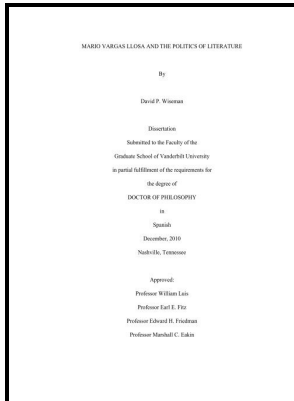 MARIO VARGAS LLOSA AND THE POLITICS OF LITERATURE
By
David P. Wiseman
Dissertation
Submitted to the Faculty of the
Graduate School of Vanderbilt University
in partial fulfillment of the requirements for
the degree of
DOCTOR OF PHILOSOPHY
in
Spanish
December, 2010
Nashville, Tennessee
Approved:
Professor William Luis
Professor Earl E. Fitz
Professor Edward H. Friedman
Professor Marshall C. Eakin